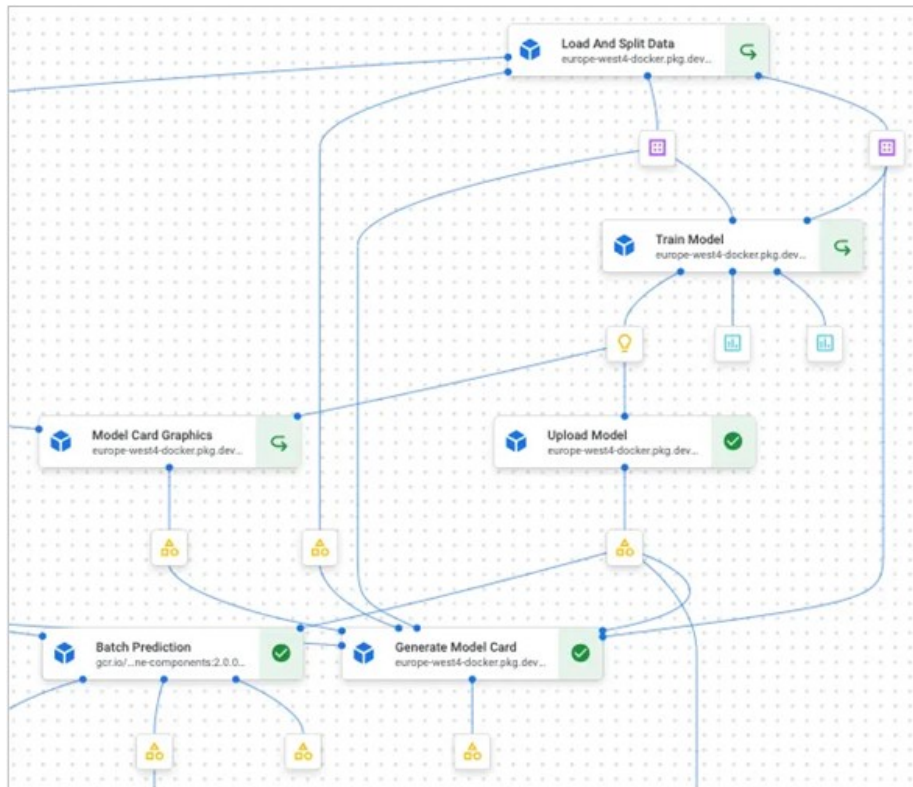 Load And Split Data
europe-west4-docker.pkg.dev...
Train Model
europe-west4-docker.pkg.dev...
Model Card Graphics
europe-west4-docker.pkg.dev...
Upload Model
europe-west4-docker.pkg.dev...
Batch Prediction
gcr.io/...ne-components:2.0.0...
Generate Model Card
europe-west4-docker.pkg.dev...